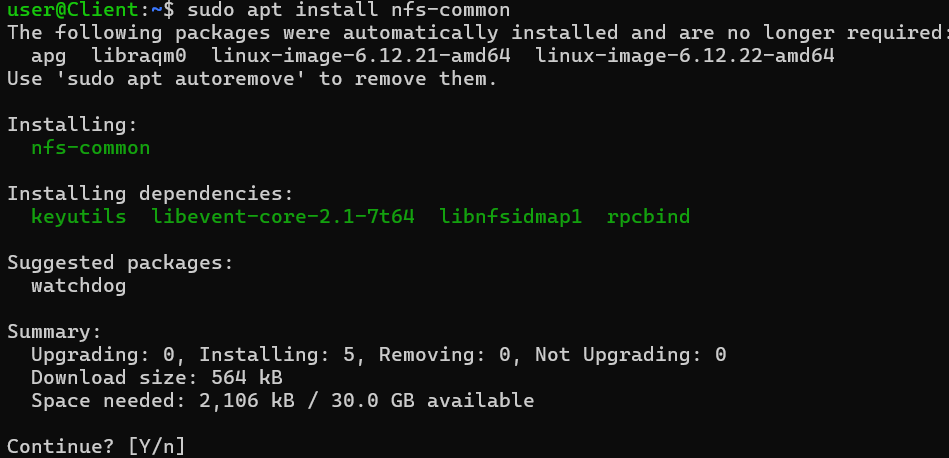 user@Client:~$ sudo apt install nfs-common
The following packages were automatically installed and are no longer required:
  apg  libraqm0  linux-image-6.12.21-amd64  linux-image-6.12.22-amd64
Use 'sudo apt autoremove' to remove them.

Installing:
  nfs-common

Installing dependencies:
  keyutils  libevent-core-2.1-7t64  libnfsidmap1  rpcbind

Suggested packages:
  watchdog

Summary:
  Upgrading: 0, Installing: 5, Removing: 0, Not Upgrading: 0
  Download size: 564 kB
  Space needed: 2,106 kB / 30.0 GB available

Continue? [Y/n]